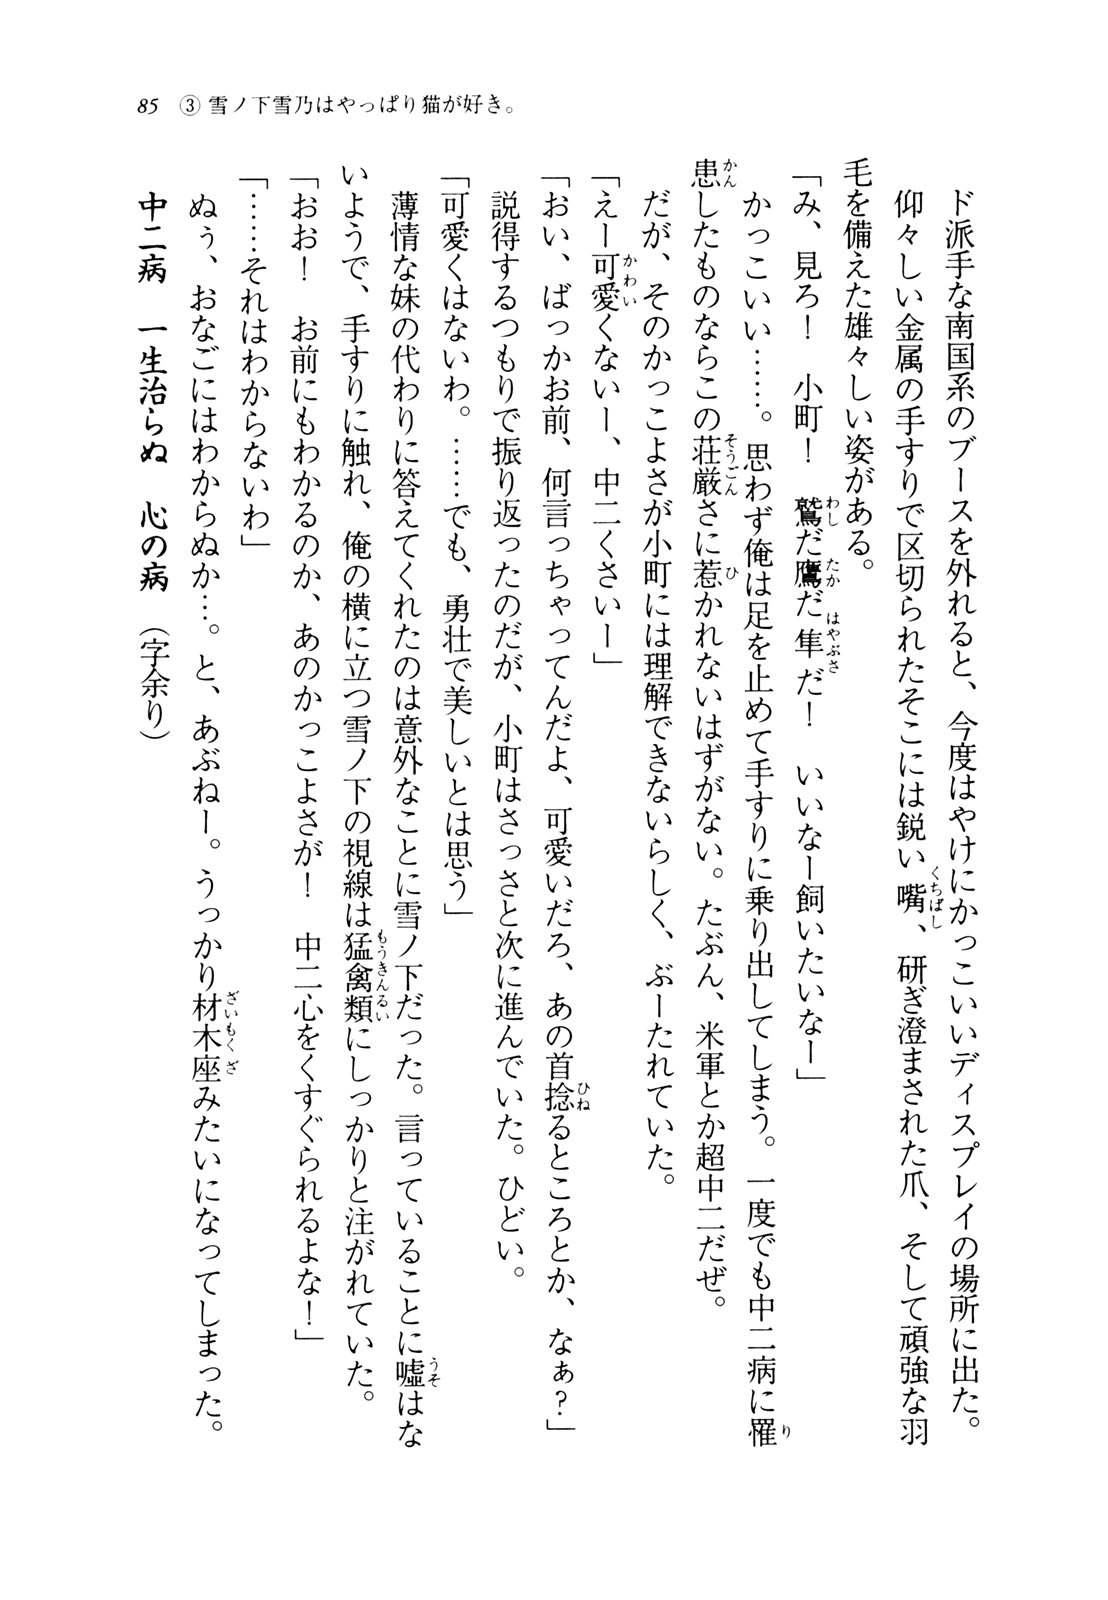 85　③雪ノ下雪乃はやっぱり猫が好き。
　ド派手な南国系のブースを外れると、今度はやけにかっこいいディスプレイの場所に出た。
　仰々しい金属の手すりで区切られたそこには鋭い嘴、研ぎ澄まされた爪、そして頑強な羽
毛を備えた雄々しい姿がある。
「み、見ろ！　小町！　鷲だ鷹だ隼だ！　いいなー飼いたいなー」
　かっこいい……。思わず俺は足を止めて手すりに乗り出してしまう。一度でも中二病に罹
患したものならこの荘厳さに惹かれないはずがない。たぶん、米軍とか超中二だぜ。
　だが、そのかっこよさが小町には理解できないらしく、ぶーたれていた。
「えー可愛くないー、中二くさいー」
「おい、ばっかお前、何言っちゃってんだよ、可愛いだろ、あの首捻るところとか、なぁ？」
　説得するつもりで振り返ったのだが、小町はさっさと次に進んでいた。ひどい。
「可愛くはないわ。……でも、勇壮で美しいとは思う」
　薄情な妹の代わりに答えてくれたのは意外なことに雪ノ下だった。言っていることに嘘はな
いようで、手すりに触れ、俺の横に立つ雪ノ下の視線は猛禽類にしっかりと注がれていた。
「おお！　お前にもわかるのか、あのかっこよさが！　中二心をくすぐられるよな！」
「……それはわからないわ」
　ぬぅ、おなごにはわからぬか…。と、あぶねー。うっかり材木座みたいになってしまった。
　中二病　一生治らぬ　心の病　（字余り）